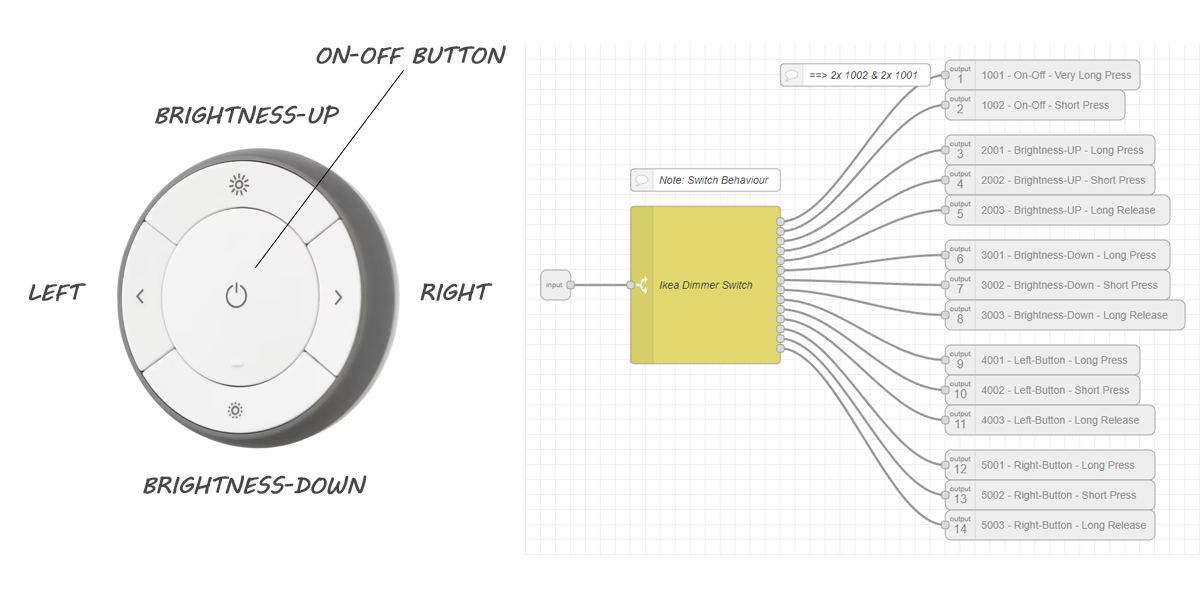 ON-OFF BUTTON
BRIGHTNESS-UP
LEFT
RIGHT
BRIGHTNESS-DOWN
==> 2x 1002 & 2x 1001
Note: Switch Behaviour
input
Ikea Dimmer Switch
output 1 1001 - On-Off - Very Long Press
output 2 1002 - On-Off - Short Press
output 3 2001 - Brightness-UP - Long Press
output 4 2002 - Brightness-UP - Short Press
output 5 2003 - Brightness-UP - Long Release
output 6 3001 - Brightness-Down - Long Press
output 7 3002 - Brightness-Down - Short Press
output 8 3003 - Brightness-Down - Long Release
output 9 4001 - Left-Button - Long Press
output 10 4002 - Left-Button - Short Press
output 11 4003 - Left-Button - Long Release
output 12 5001 - Right-Button - Long Press
output 13 5002 - Right-Button - Short Press
output 14 5003 - Right-Button - Long Release